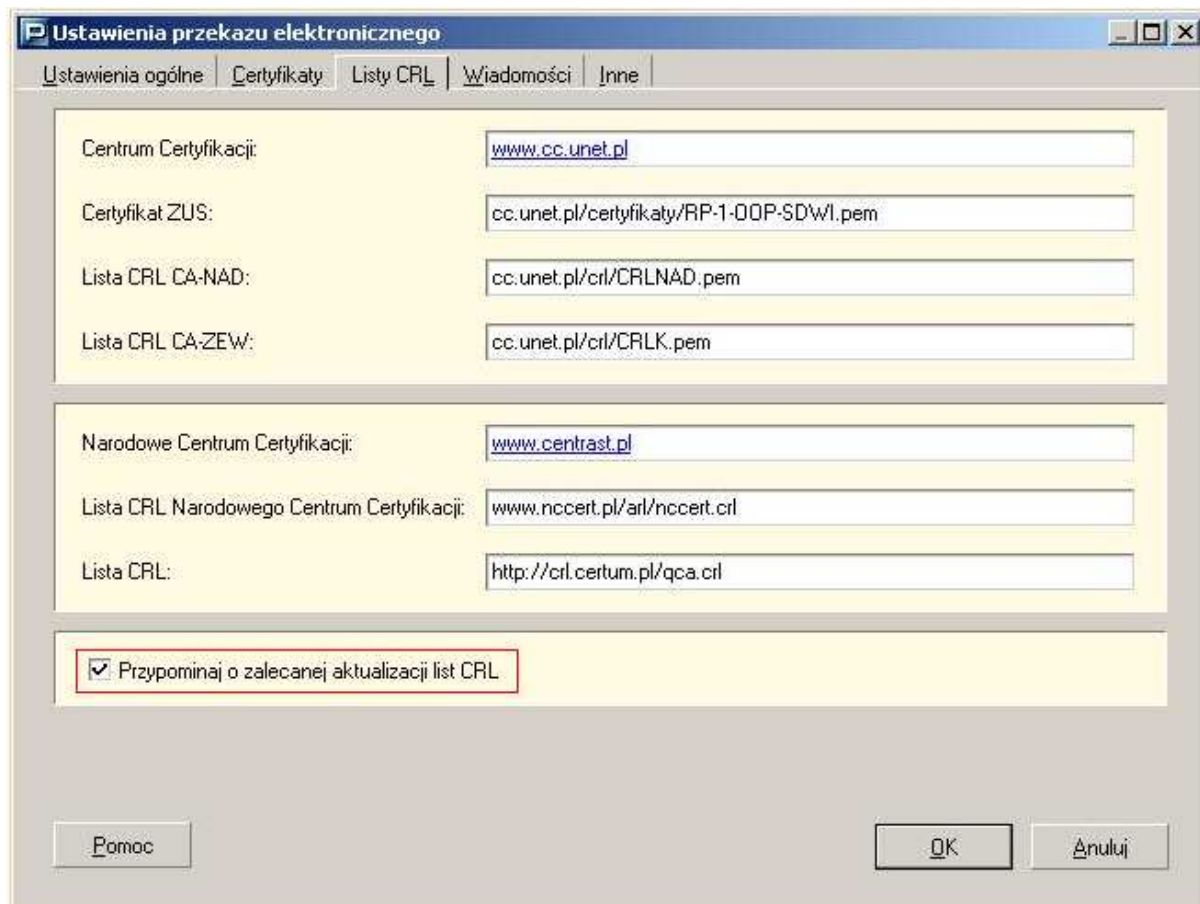 Ustawienia przekazu elektronicznego
Ustawienia ogólne Certyfikaty Listy CRL Wiadomości Inne
Centrum Certyfikacji: www.cc.unet.pl
Certyfikat ZUS: cc.unet.pl/certyfikaty/RP-1-OOP-SDWI.pem
Lista CRL CA-NAD: cc.unet.pl/crl/CRLNAD.pem
Lista CRL CA-ZEW: cc.unet.pl/crl/CRLK.pem
Narodowe Centrum Certyfikacji: www.centrast.pl
Lista CRL Narodowego Centrum Certyfikacji: www.nccert.pl/arl/nccert.crl
Lista CRL: http://crl.certum.pl/qca.crl
Przypominaj o zalecanej aktualizacji list CRL
Pomoc OK Anuluj